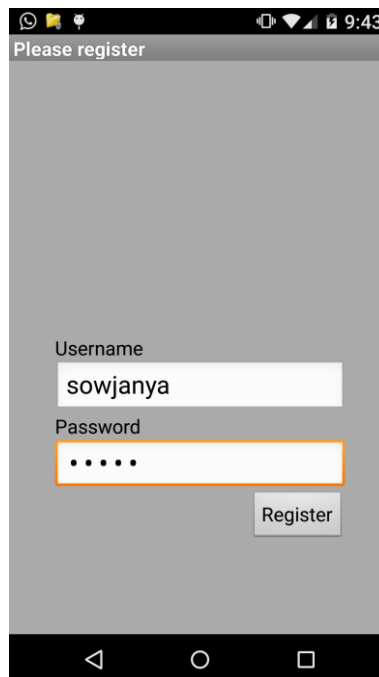 9:43
Please register
Username
sowjanya
Password
•••••
Register